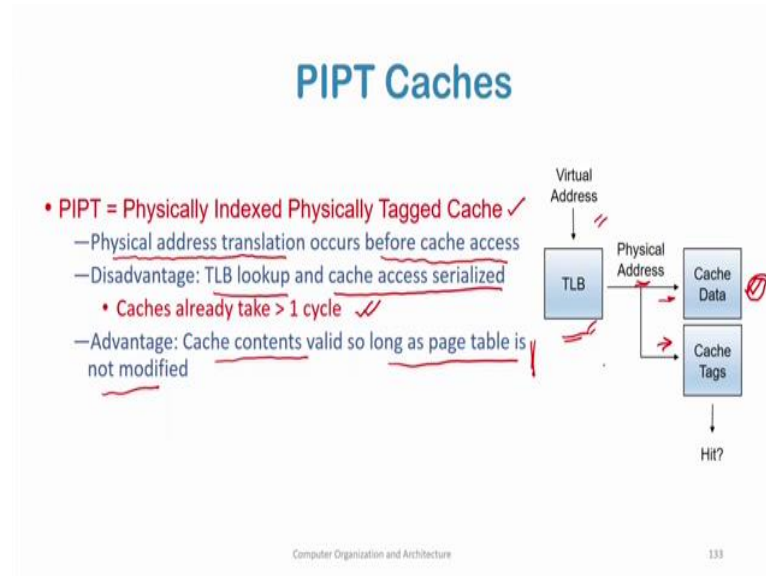 PIPT Caches
• PIPT = Physically Indexed Physically Tagged Cache
—Physical address translation occurs before cache access
—Disadvantage: TLB lookup and cache access serialized
• Caches already take > 1 cycle
—Advantage: Cache contents valid so long as page table is
not modified
Virtual
Address
TLB
Physical
Address
Cache
Data
Cache
Tags
Hit?
Computer Organization and Architecture
133